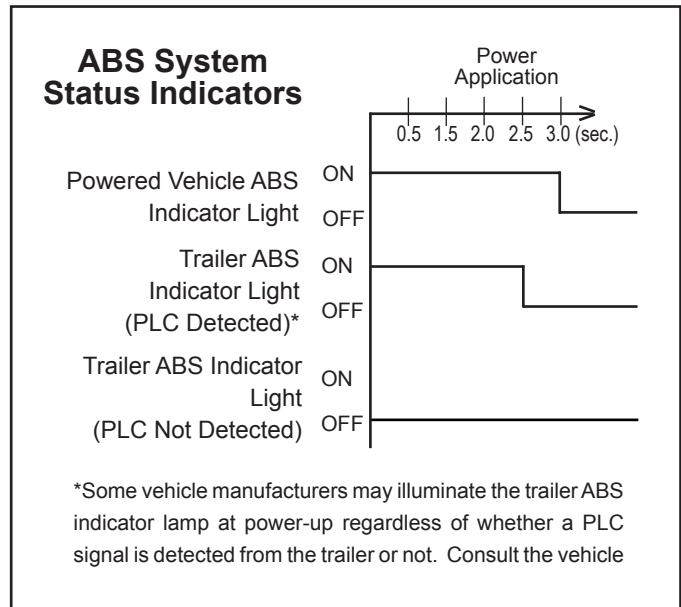 ABS System
Status Indicators
Power
Application
0.5 1.5 2.0 2.5 3.0 (sec.)
Powered Vehicle ABS
Indicator Light
ON
OFF
Trailer ABS
Indicator Light
(PLC Detected)*
ON
OFF
Trailer ABS Indicator
Light
(PLC Not Detected)
ON
OFF
*Some vehicle manufacturers may illuminate the trailer ABS
indicator lamp at power-up regardless of whether a PLC
signal is detected from the trailer or not. Consult the vehicle